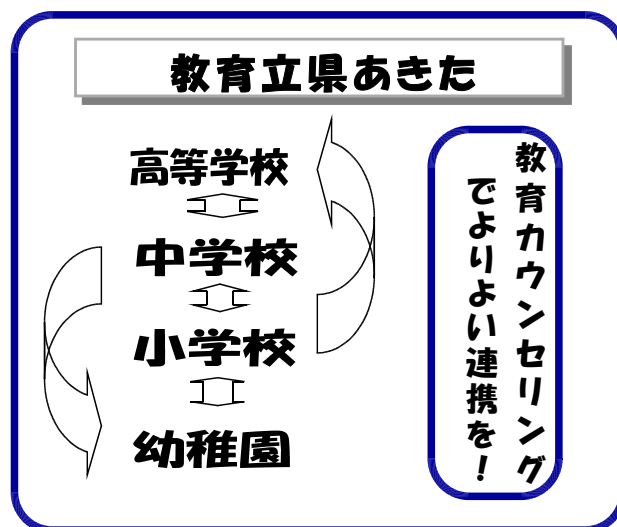 教育立県あきた
高等学校
中学校
小学校
幼稚園
教育カウンセリング
でよりよい連携を！